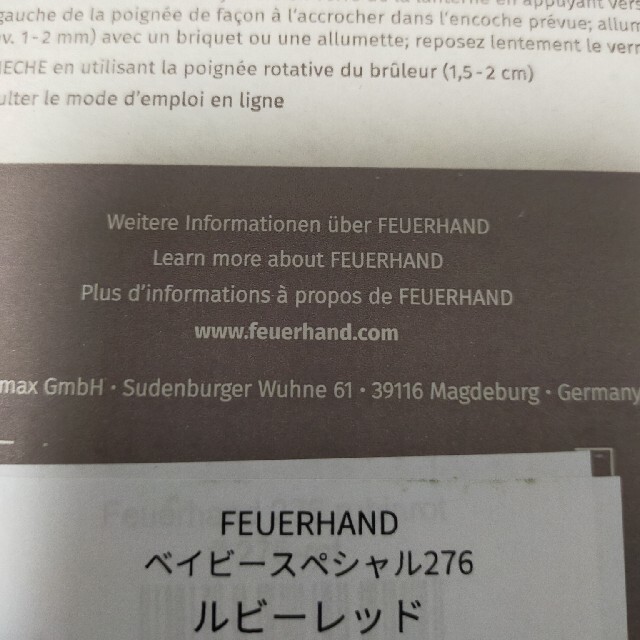 gauche de la poignée de façon à l'accrocher dans l'encoche prévue; allum
v. 1-2 mm) avec un briquet ou une allumette; reposez lentement le verr
MECHE en utilisant la poignée rotative du brûleur (1,5-2 cm)
ulter le mode d'emploi en ligne
Weitere Informationen über FEUERHAND
Learn more about FEUERHAND
Plus d'informations à propos de FEUERHAND
www.feuerhand.com
max GmbH · Sudenburger Wuhne 61 · 39116 Magdeburg · Germany
FEUERHAND
ベイビースペシャル276
ルビーレッド